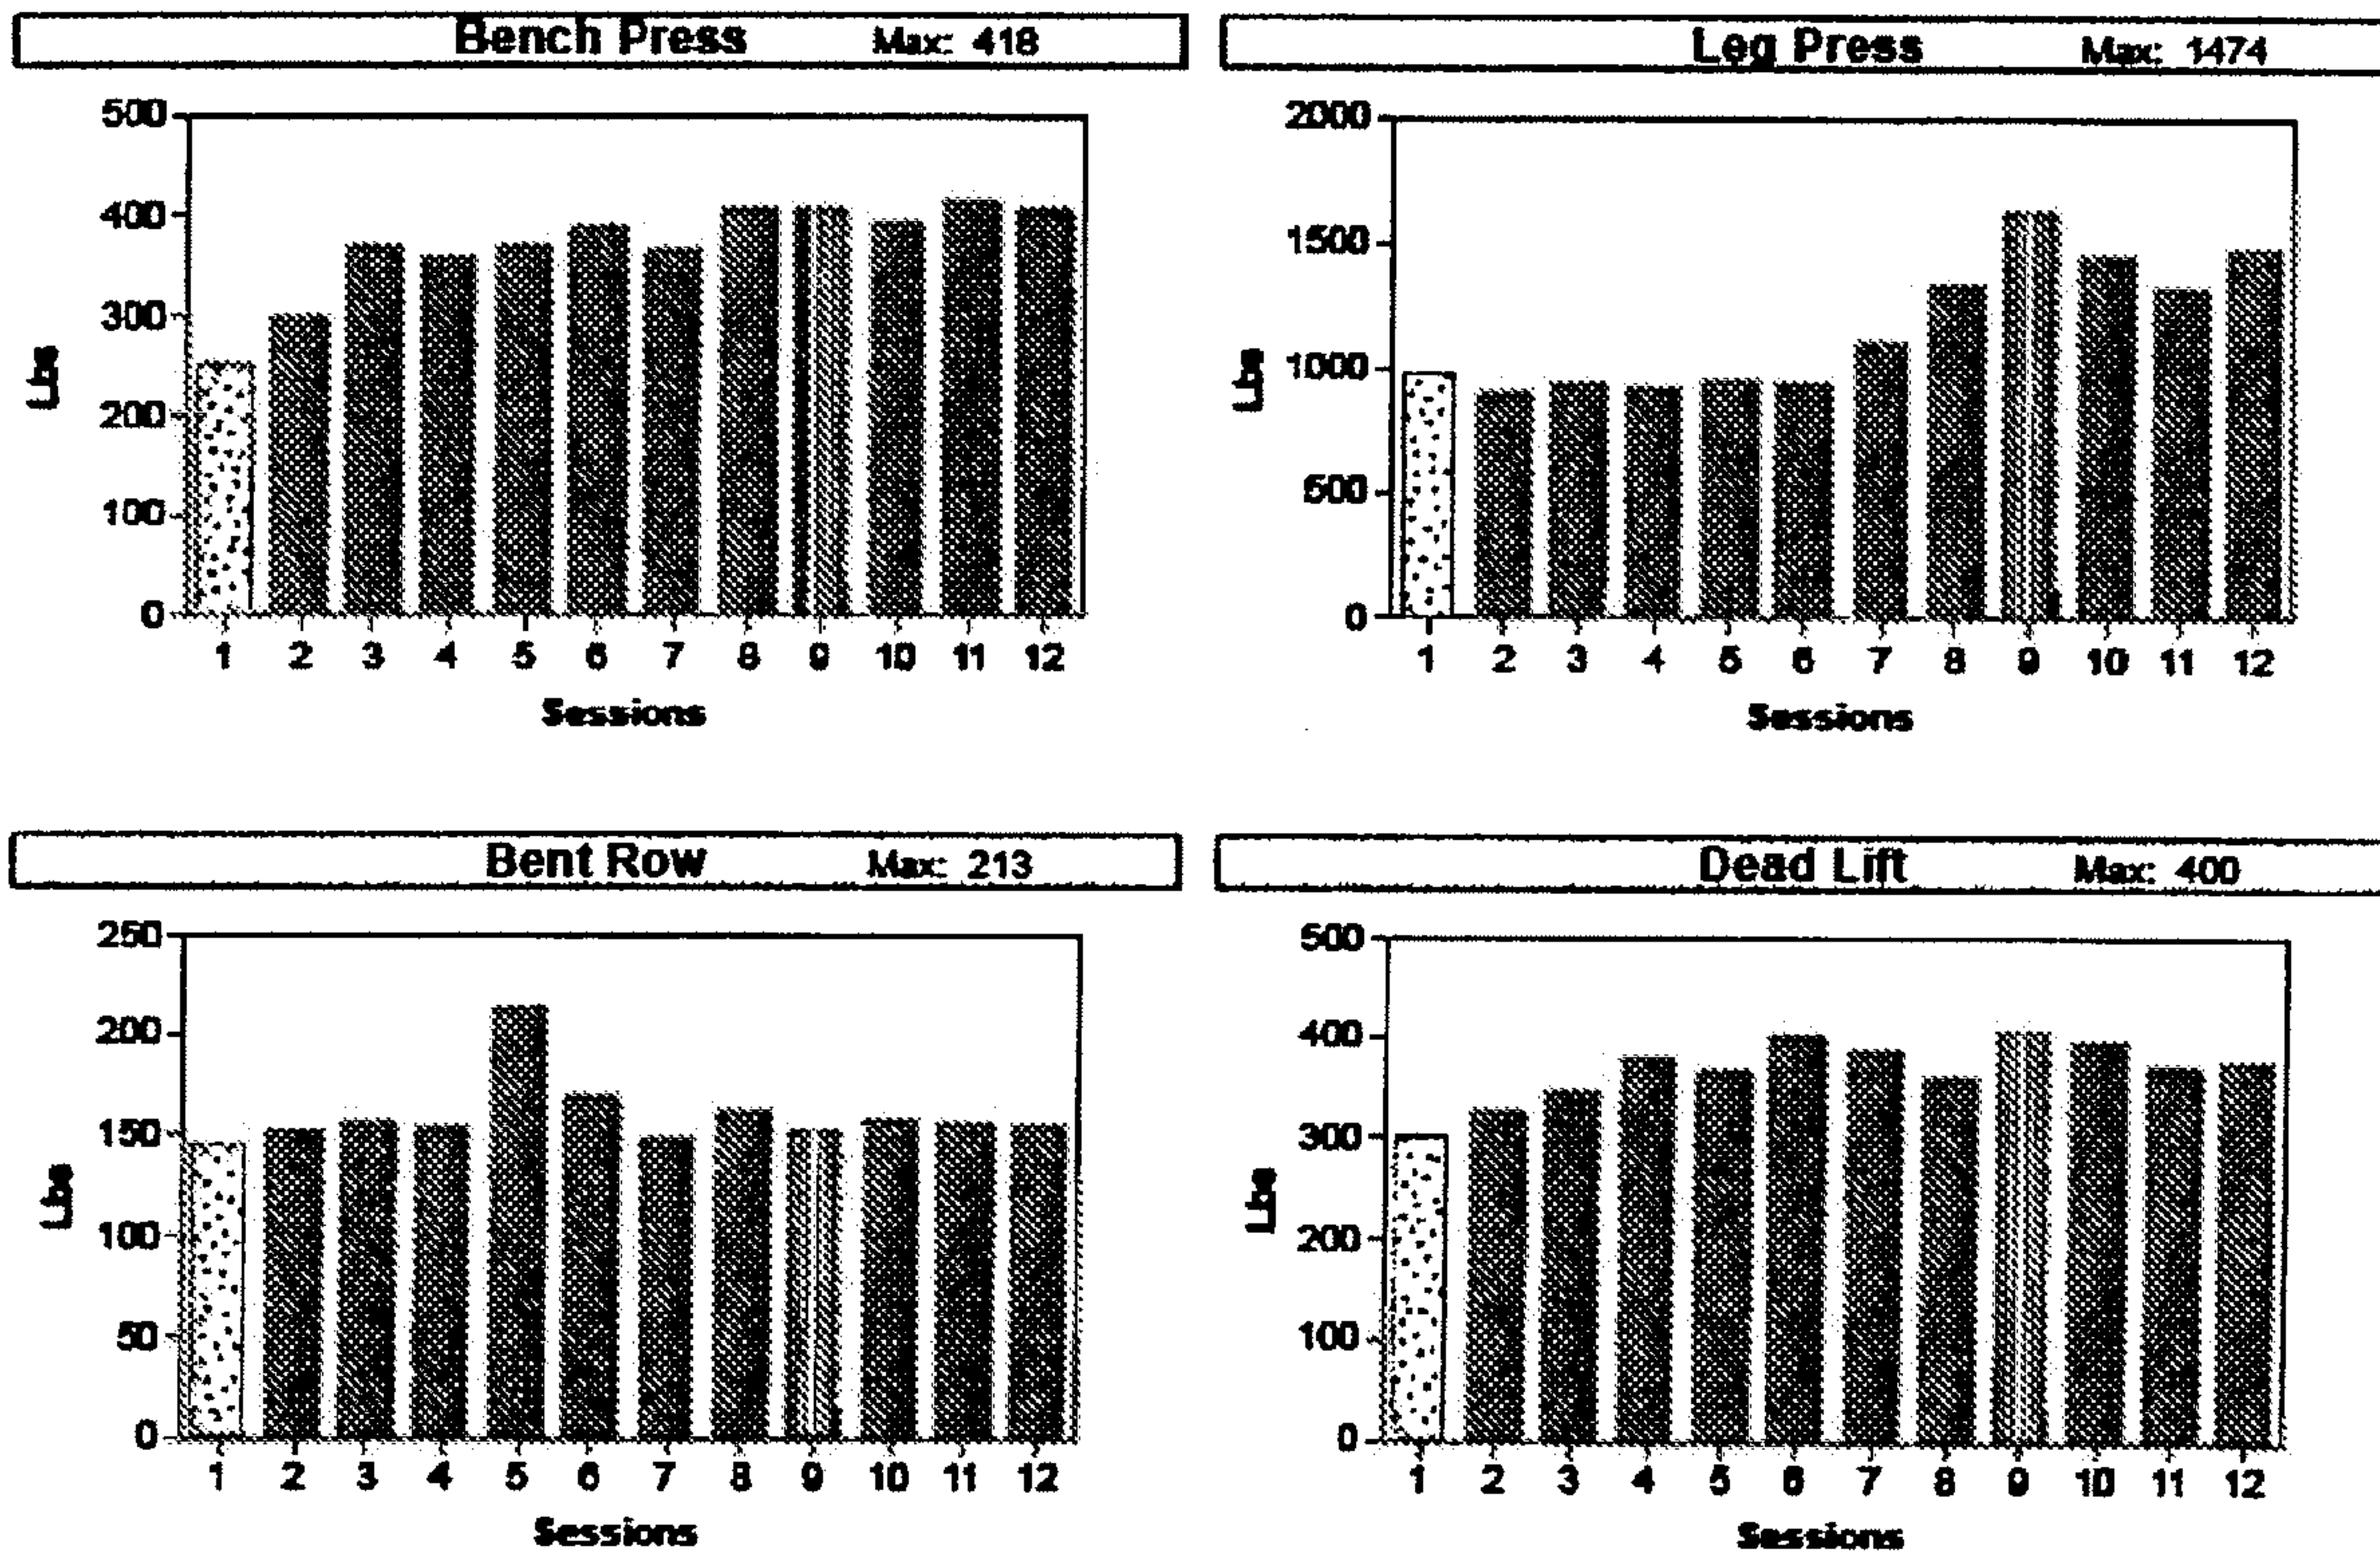 Bench Press Max: 418
500
400
300
200
100
0
Lbs
1 2 3 4 5 6 7 8 9 10 11 12
Sessions
Leg Press Max: 1474
2000
1500
1000
500
0
Lbs
1 2 3 4 5 6 7 8 9 10 11 12
Sessions
Bent Row Max: 213
250
200
150
100
50
0
Lbs
1 2 3 4 5 6 7 8 9 10 11 12
Sessions
Dead Lift Max: 400
500
400
300
200
100
0
Lbs
1 2 3 4 5 6 7 8 9 10 11 12
Sessions